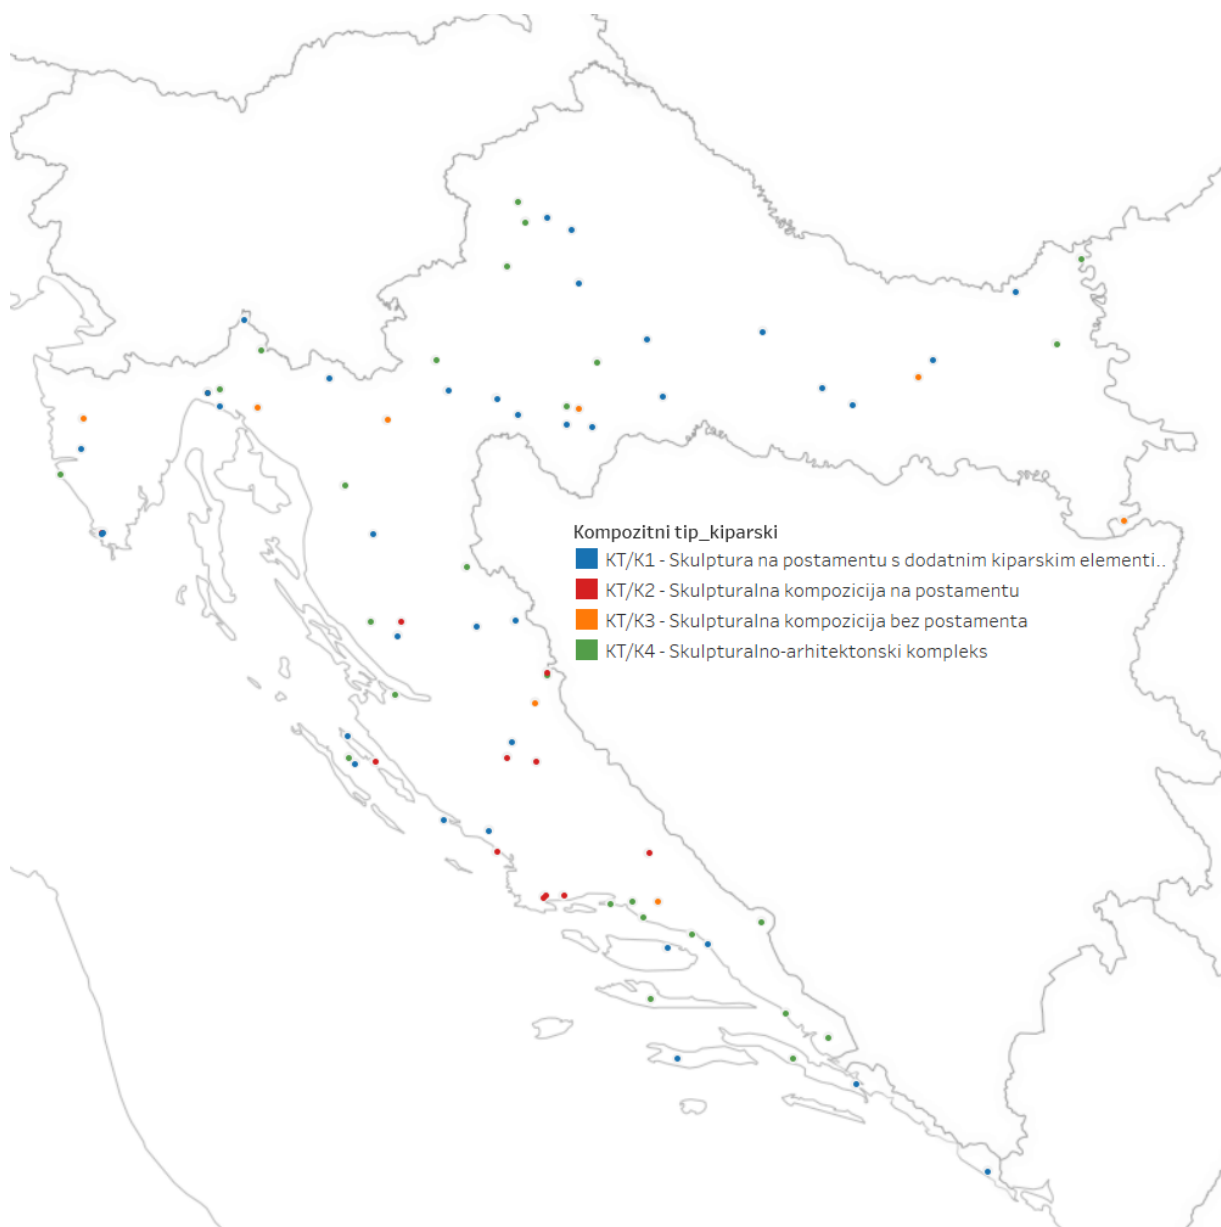 Kompozitni tip_kiparski
KT/K1 - Skulptura na postamentu s dodatnim kiparskim elementi..
KT/K2 - Skulpturalna kompozicija na postamentu
KT/K3 - Skulpturalna kompozicija bez postamenta
KT/K4 - Skulpturalno-arhitektonski kompleks